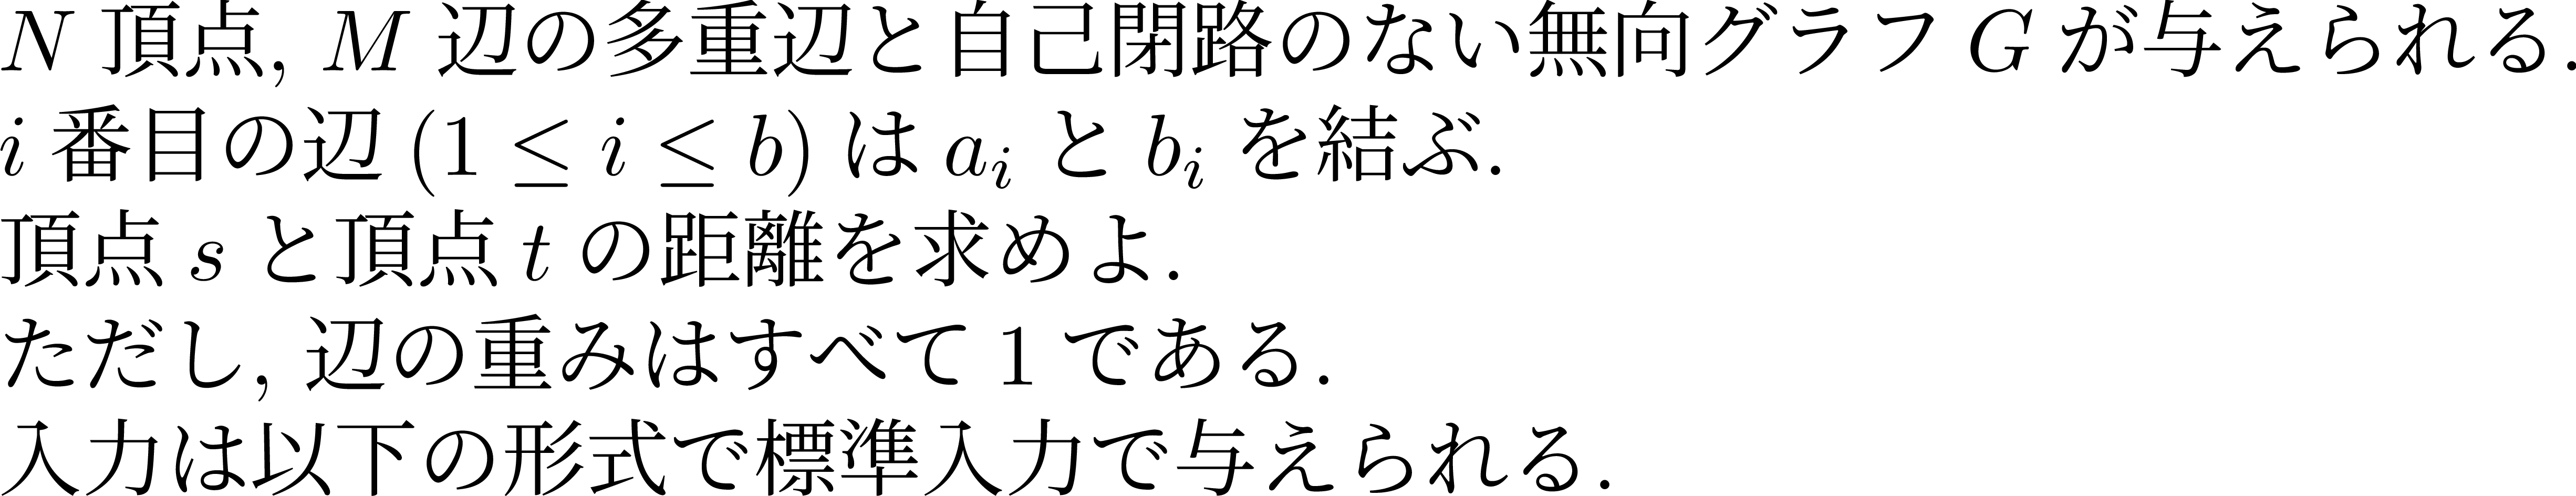 N 頂点, M 辺の多重辺と自己閉路のない無向グラフ G が与えられる.
i 番目の辺 (1 ≤ i ≤ b) は a_i と b_i を結ぶ.
頂点 s と頂点 t の距離を求めよ.
ただし, 辺の重みはすべて 1 である.
入力は以下の形式で標準入力で与えられる.